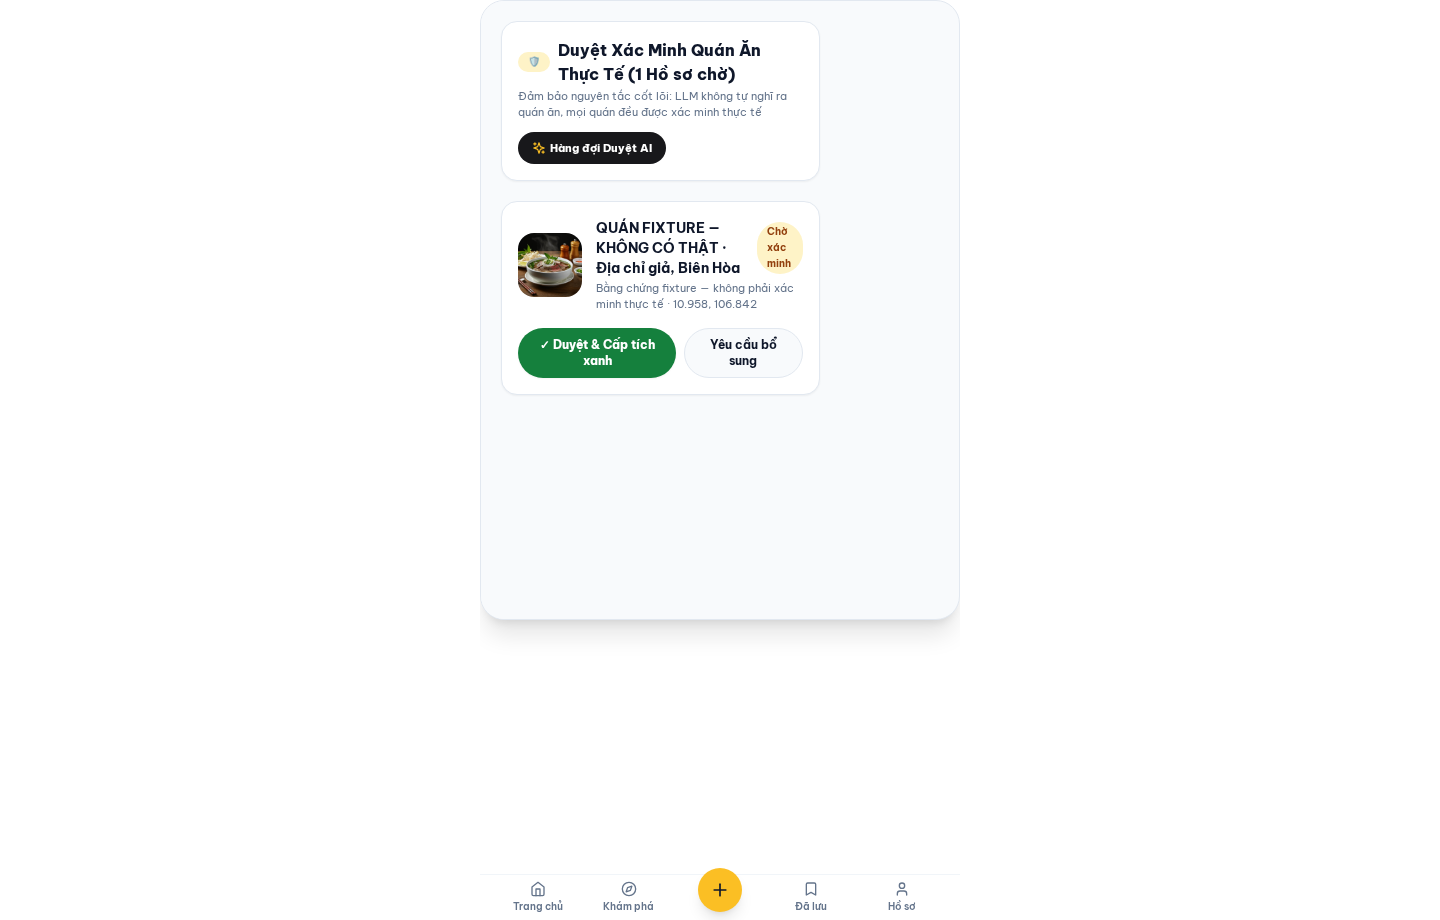 Duyệt Xác Minh Quán Ăn
Thực Tế (1 Hồ sơ chờ)
Đảm bảo nguyên tắc cốt lõi: LLM không tự nghĩ ra
quán ăn, mọi quán đều được xác minh thực tế
Hàng đợi Duyệt AI
QUÁN FIXTURE —
KHÔNG CÓ THẬT ·
Địa chỉ giả, Biên Hòa
Chờ
xác
minh
Bằng chứng fixture — không phải xác
minh thực tế · 10.958, 106.842
✓ Duyệt & Cấp tích
xanh
Yêu cầu bổ
sung
Trang chủ
Khám phá
Đã lưu
Hồ sơ